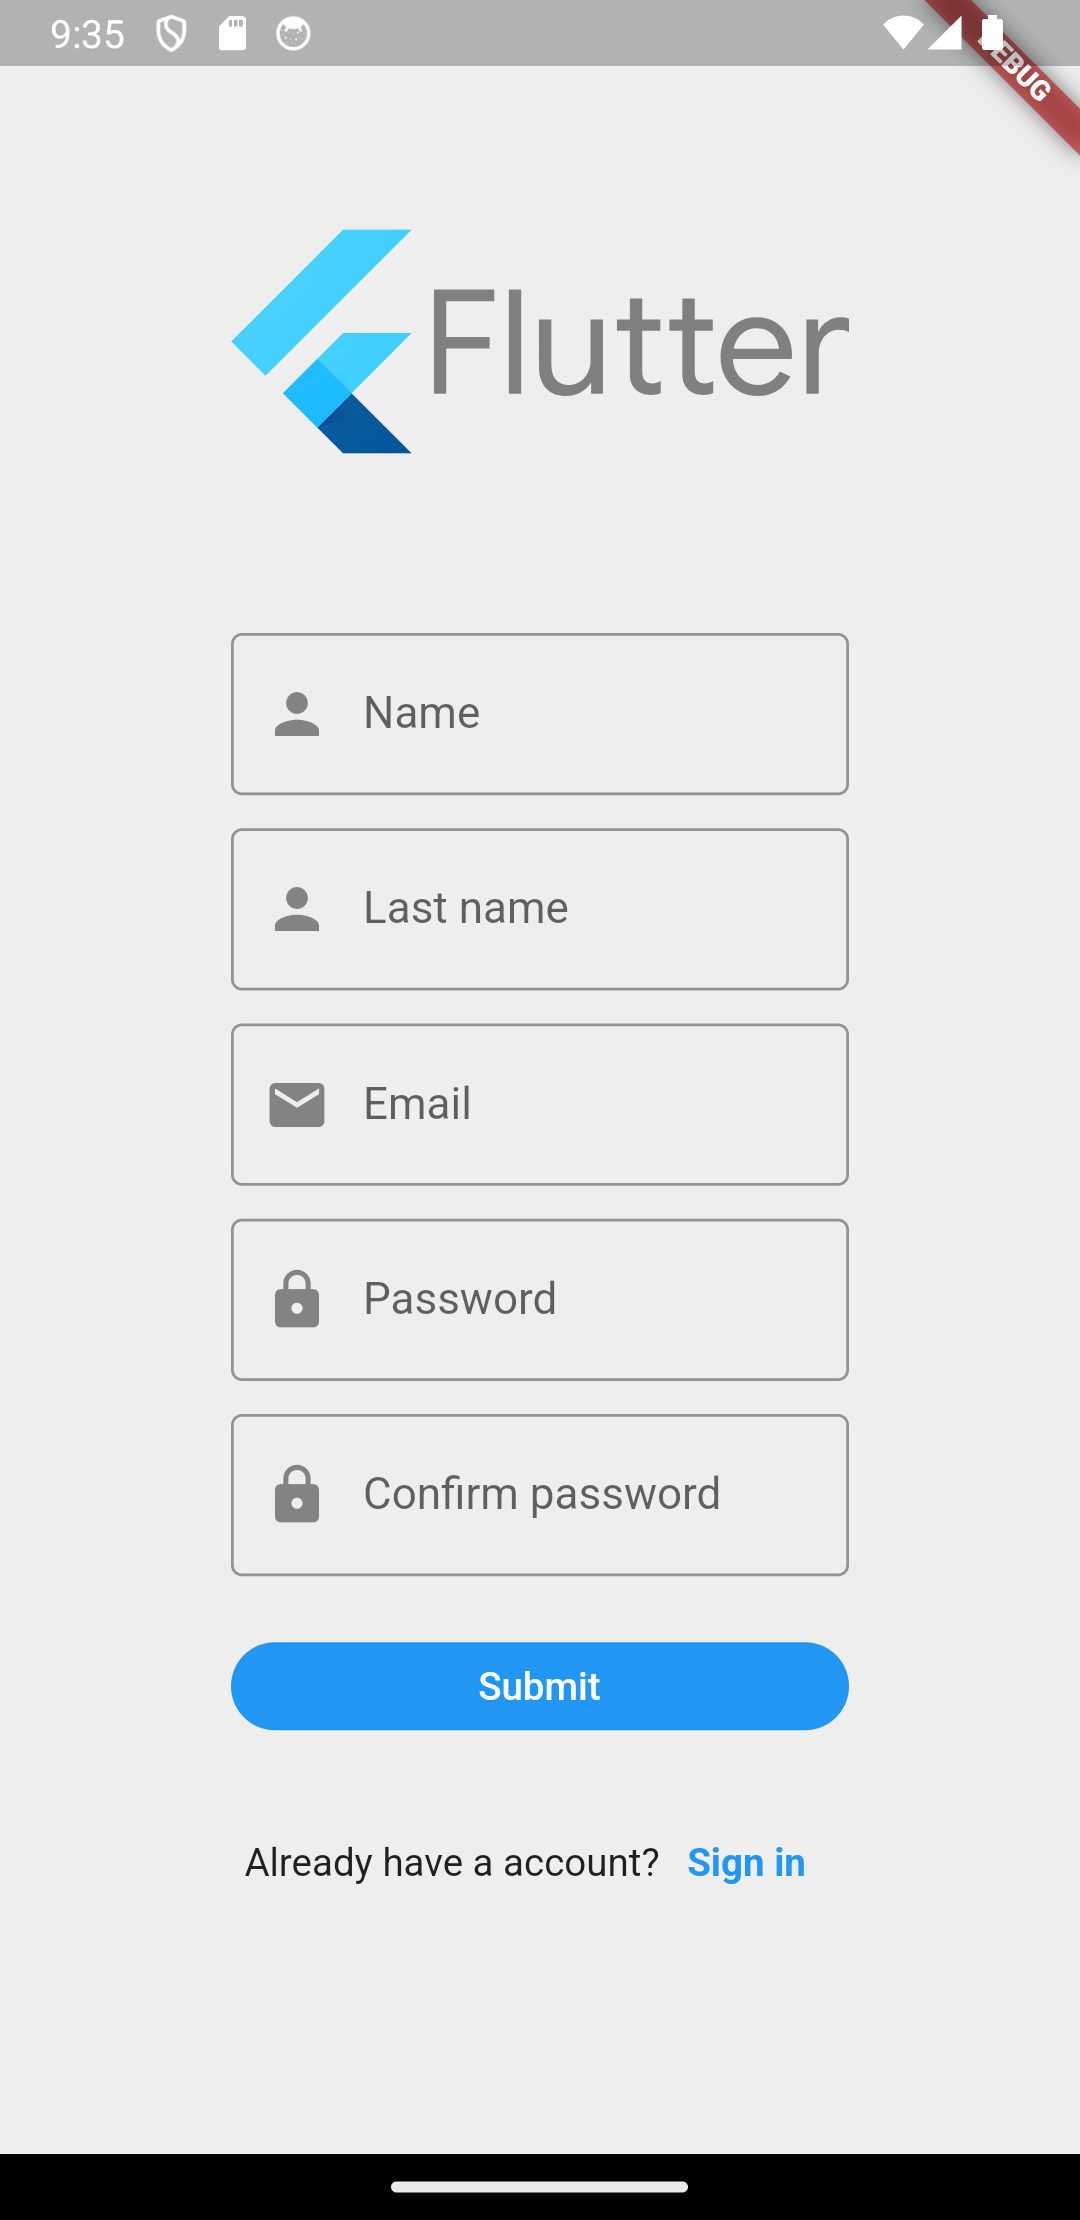 9:35
DEBUG
Flutter
Name
Last name
Email
Password
Confirm password
Submit
Already have a account? Sign in